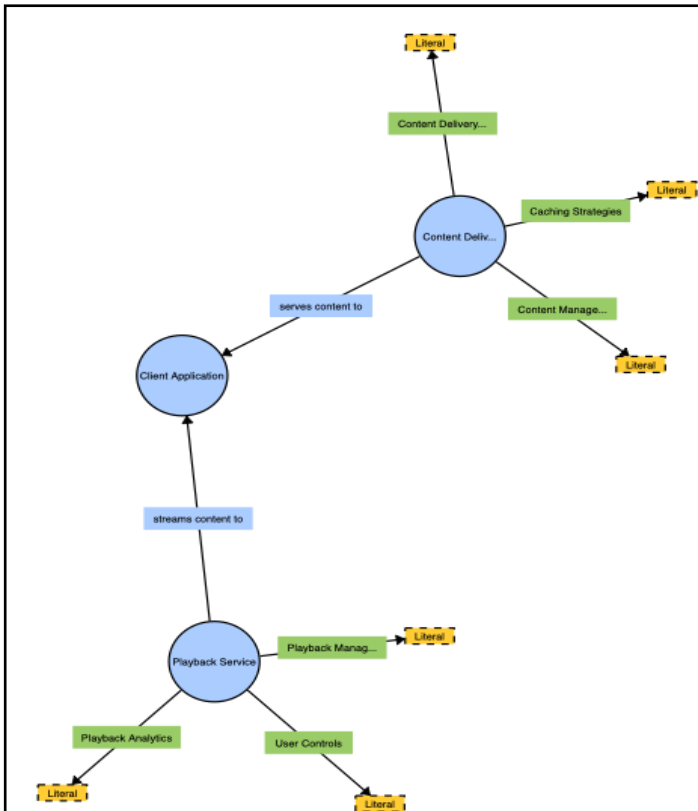 Literal
Content Delivery...
Literal
Caching Strategies
Content Deliv...
serves content to
Content Manage...
Literal
Client Application
streams content to
Literal
Playback Manag...
Playback Service
Playback Analytics
User Controls
Literal
Literal